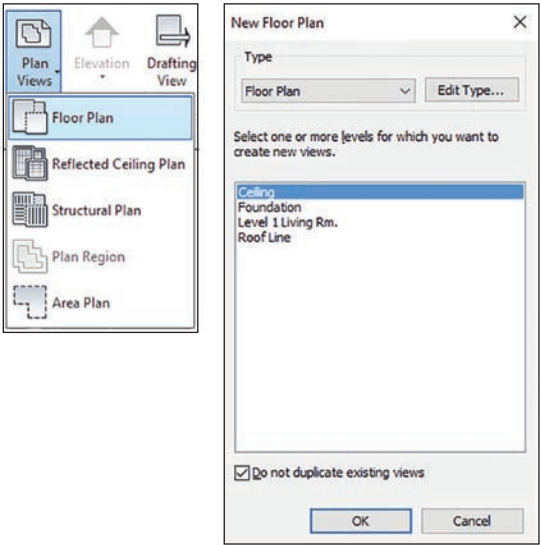 Plan
Views
Elevation
Drafting
View
Floor Plan
Reflected Ceiling Plan
Structural Plan
Plan Region
Area Plan
New Floor Plan
Type
Floor Plan
Edit Type...
Select one or more levels for which you want to
create new views.
Ceiling
Foundation
Level 1 Living Rm.
Roof Line
Do not duplicate existing views
OK
Cancel